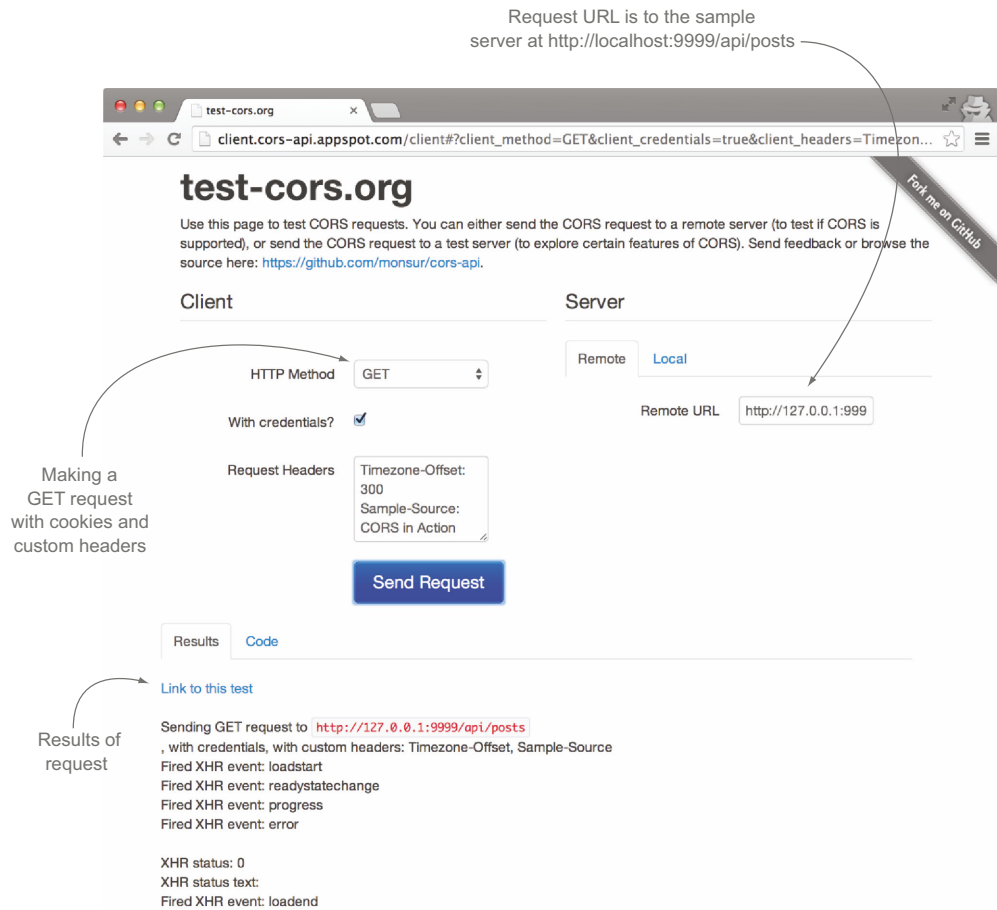 Request URL is to the sample
server at http://localhost:9999/api/posts
test-cors.org
client.cors-api.appspot.com/client#?client_method=GET&client_credentials=true&client_headers=Timezon...
Fork me on GitHub
test-cors.org
Use this page to test CORS requests. You can either send the CORS request to a remote server (to test if CORS is
supported), or send the CORS request to a test server (to explore certain features of CORS). Send feedback or browse the
source here: https://github.com/monsur/cors-api.
Client
Server
HTTP Method
GET
Remote
Local
With credentials?
Remote URL
http://127.0.0.1:999
Request Headers
Timezone-Offset:
300
Sample-Source:
CORS in Action
Making a
GET request
with cookies and
custom headers
Send Request
Results
Code
Link to this test
Results of
request
Sending GET request to http://127.0.0.1:9999/api/posts
, with credentials, with custom headers: Timezone-Offset, Sample-Source
Fired XHR event: loadstart
Fired XHR event: readystatechange
Fired XHR event: progress
Fired XHR event: error
XHR status: 0
XHR status text:
Fired XHR event: loadend